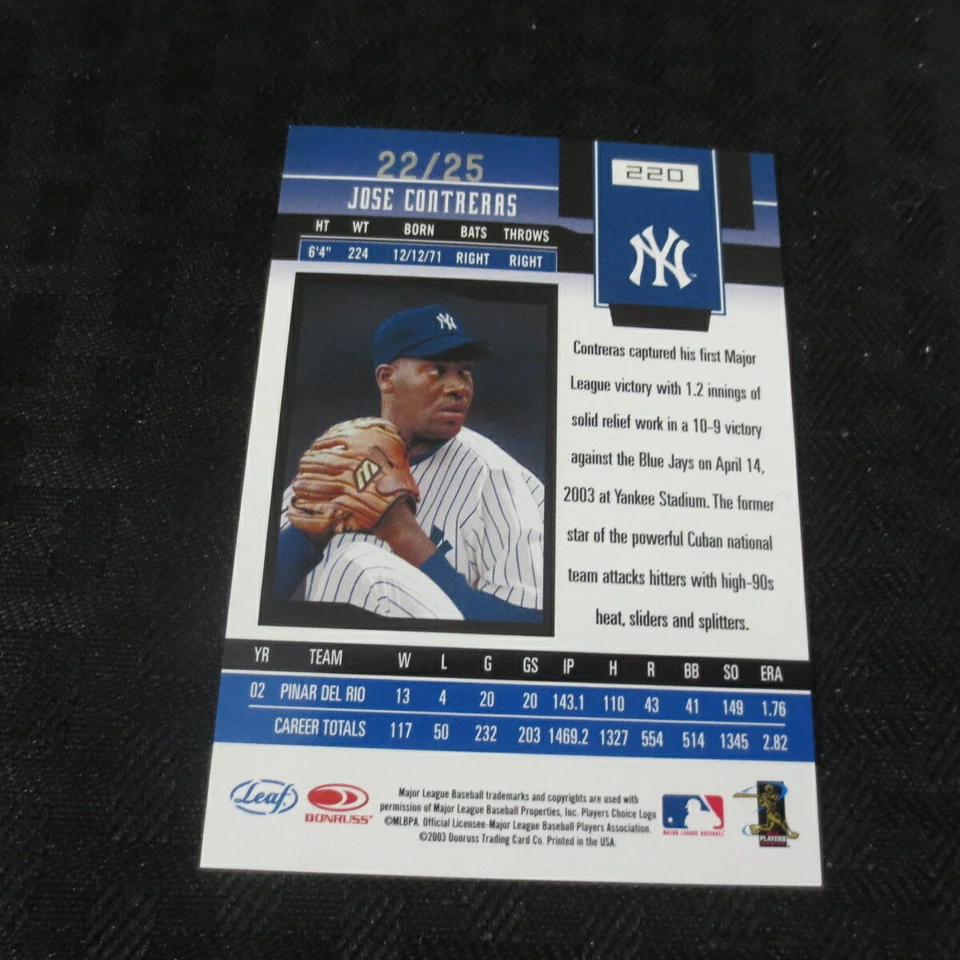 22/25
220
JOSE CONTRERAS
HT WT BORN BATS THROWS
6'4" 224 12/12/71 RIGHT RIGHT
NY
NY
Contreras captured his first Major
League victory with 1.2 innings of
solid relief work in a 10-9 victory
against the Blue Jays on April 14,
2003 at Yankee Stadium. The former
star of the powerful Cuban national
team attacks hitters with high-90s
heat, sliders and splitters.
YR TEAM W L G GS IP H R BB SO ERA
02 PINAR DEL RIO 13 4 20 20 143.1 110 43 41 149 1.76
CAREER TOTALS 117 50 232 203 1469.2 1327 554 514 1345 2.82
Leaf
DONRUSS
Major League Baseball trademarks and copyrights are used with
permission of Major League Baseball Properties, Inc. Players Choice Logo
©MLBPA. Official Licensee-Major League Baseball Players Association.
©2003 Donruss Trading Card Co. Printed in the USA.
MAJOR LEAGUE BASEBALL
PLAYERS